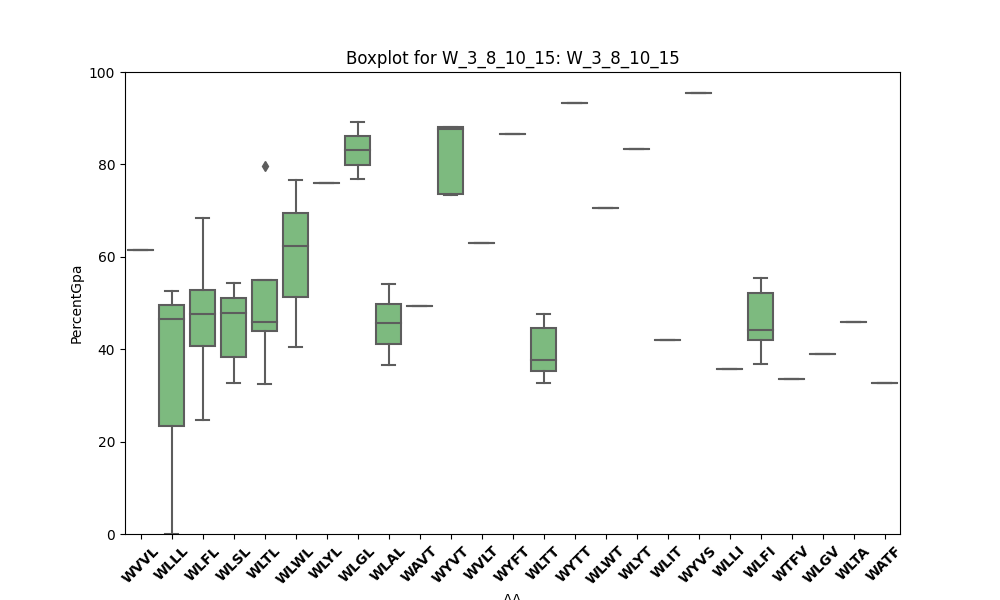 Boxplot for W_3_8_10_15: W_3_8_10_15
100
80
60
40
20
0
PercentGpa
WVVL WLLL WLFL WLSL WLTL WLWL WLYL WLGL WLAL WAVT WYVT WVLT WYFT WLTT WYTT WLWT WLYT WLIT WYVS WLLI WLFI WTFV WLGV WLTA WATF
AA